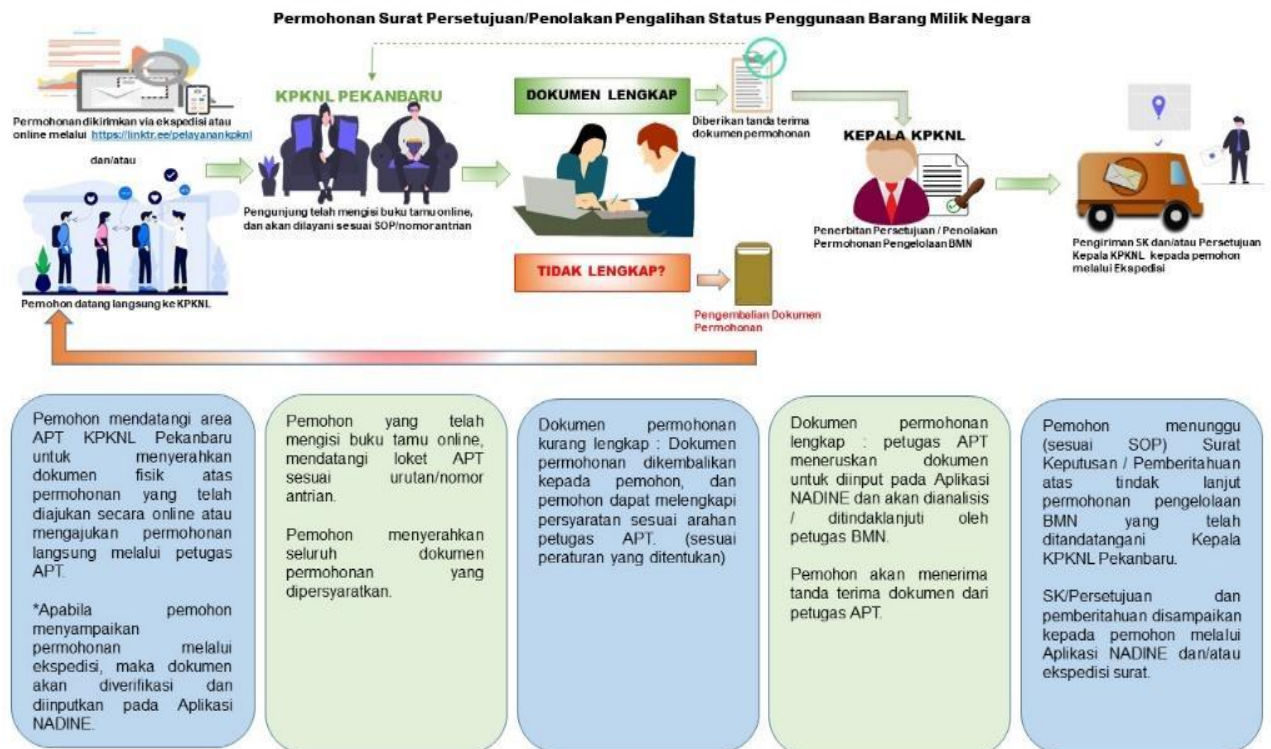 Permohonan Surat Persetujuan/Penolakan Pengalihan Status Penggunaan Barang Milik Negara
Permohonan dikirimkan via ekspedisi atau
online melalui https://linktr.ee/pelayanankpknl
dan/atau
Pemohon datang langsung ke KPKNL
KPKNL PEKANBARU
Pengunjung telah mengisi buku tamu online,
dan akan dilayani sesuai SOP/nomor antrian
DOKUMEN LENGKAP
TIDAK LENGKAP?
Diberikan tanda terima
dokumen permohonan
Pengembalian Dokumen
Permohonan
KEPALA KPKNL
Penerbitan Persetujuan / Penolakan
Permohonan Pengelolaan BMN
Pengiriman SK dan/atau Persetujuan
Kepala KPKNL kepada pemohon
melalui Ekspedisi
Pemohon mendatangi area
APT KPKNL Pekanbaru
untuk menyerahkan
dokumen fisik atas
permohonan yang telah
diajukan secara online atau
mengajukan permohonan
langsung melalui petugas
APT.
*Apabila pemohon
menyampaikan
permohonan melalui
ekspedisi, maka dokumen
akan diverifikasi dan
diinputkan pada Aplikasi
NADINE.
Pemohon yang telah
mengisi buku tamu online,
mendatangi loket APT
sesuai urutan/nomor
antrian.
Pemohon menyerahkan
seluruh dokumen
permohonan yang
dipersyaratkan.
Dokumen permohonan
kurang lengkap : Dokumen
permohonan dikembalikan
kepada pemohon, dan
pemohon dapat melengkapi
persyaratan sesuai arahan
petugas APT. (sesuai
peraturan yang ditentukan)
Dokumen permohonan
lengkap : petugas APT
meneruskan dokumen
untuk diinput pada Aplikasi
NADINE dan akan dianalisis
/ ditindaklanjuti oleh
petugas BMN.
Pemohon akan menerima
tanda terima dokumen dari
petugas APT.
Pemohon menunggu
(sesuai SOP) Surat
Keputusan / Pemberitahuan
atas tindak lanjut
permohonan pengelolaan
BMN yang telah
ditandatangani Kepala
KPKNL Pekanbaru.
SK/Persetujuan dan
pemberitahuan disampaikan
kepada pemohon melalui
Aplikasi NADINE dan/atau
ekspedisi surat.